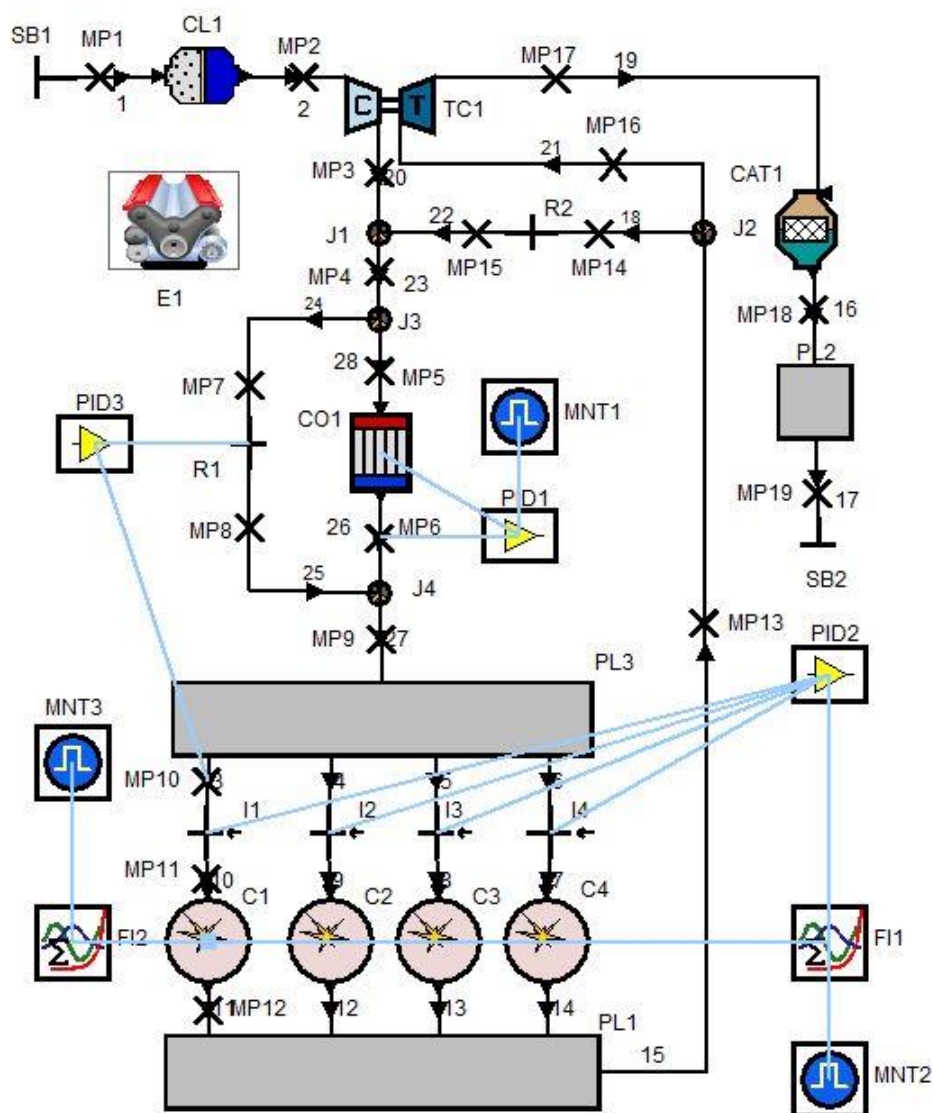 SB1 MP1 CL1 MP2 MP17 19
1 2 C T TC1
MP16
MP3 20 21 CAT1
J1 22 R2 18 J2
MP15 MP14
MP4 23
E1 24 J3 MP18 16
28 MP5 PL2
MP7
PID3 CO1 MNT1
R1 PID1 MP19 17
MP8 26 MP6
SB2
25 J4
MP9 27 MP13 PID2
PL3
MNT3
MP10 3 4 5 6
I1 I2 I3 I4
MP11 10 9 8 7
C1 C2 C3 C4
Σ FI2 Σ FI1
11 MP12 12 13 14
PL1
15 MNT2